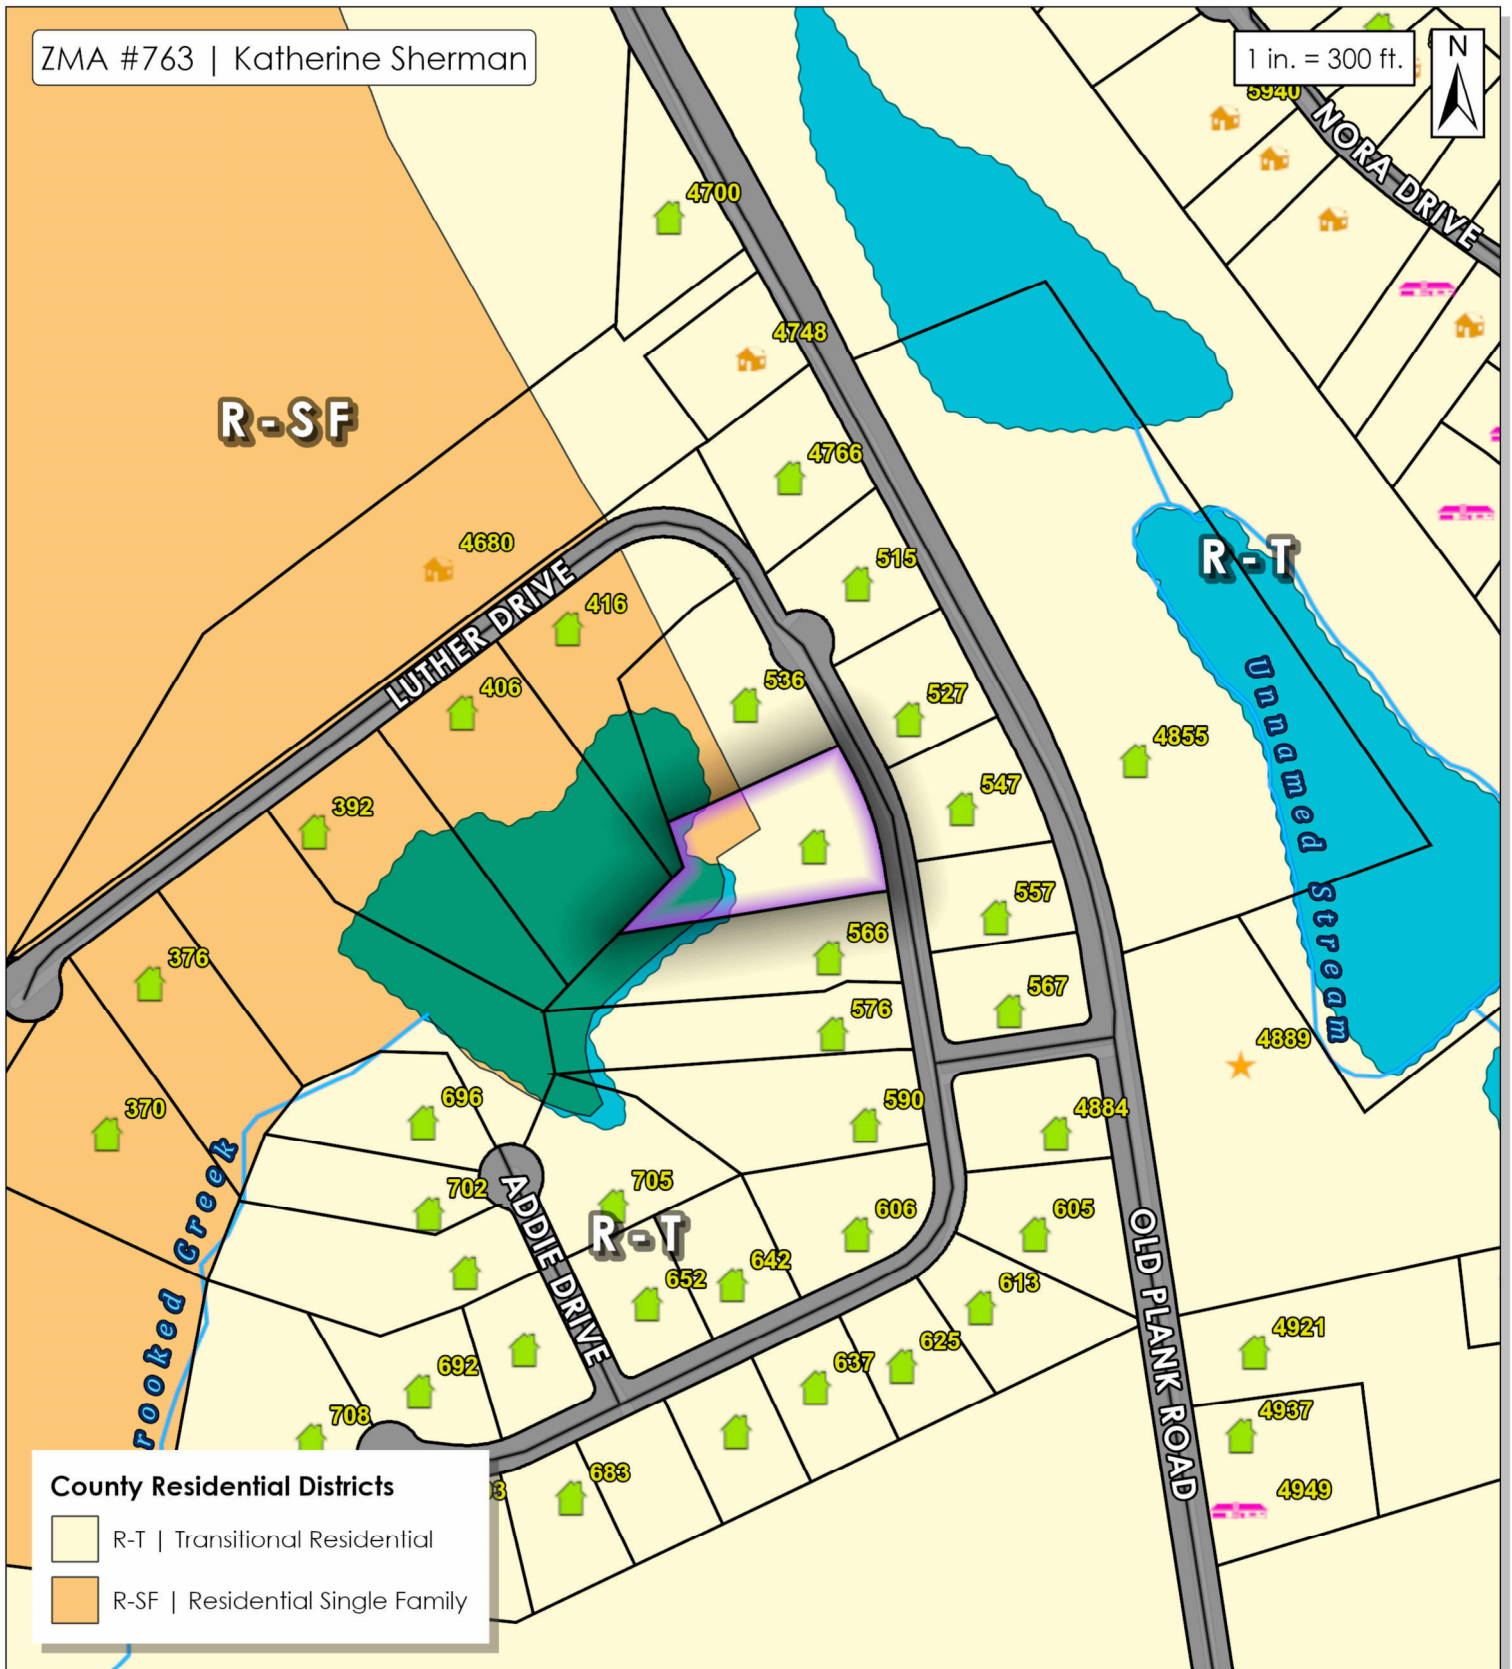 ZMA #763 | Katherine Sherman
1 in. = 300 ft.
N
5940
NORA DRIVE
4700
4748
R-SF
4766
4680
515
R-T
416
LUTHER DRIVE
406
536
527
4855
Unnamed Stream
547
392
557
566
376
567
576
4889
696
590
4884
370
705
702
ADDIE DRIVE
R-T
606
605
OLD PLANK ROAD
642
652
613
4921
625
637
692
4937
708
683
4949
County Residential Districts
R-T | Transitional Residential
R-SF | Residential Single Family